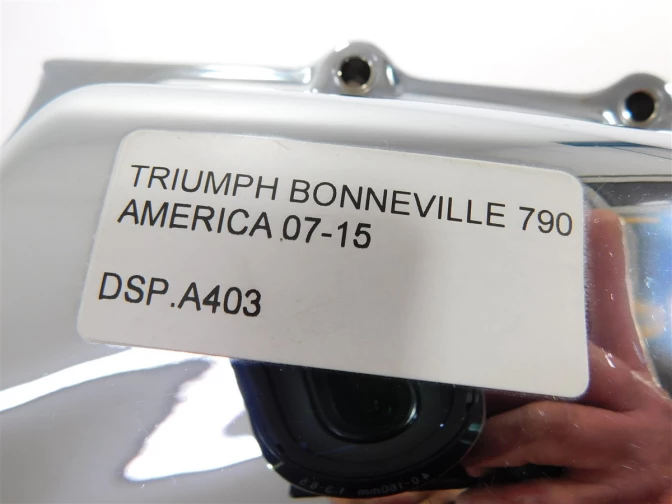 TRIUMPH BONNEVILLE 790
AMERICA 07-15
DSP.A403